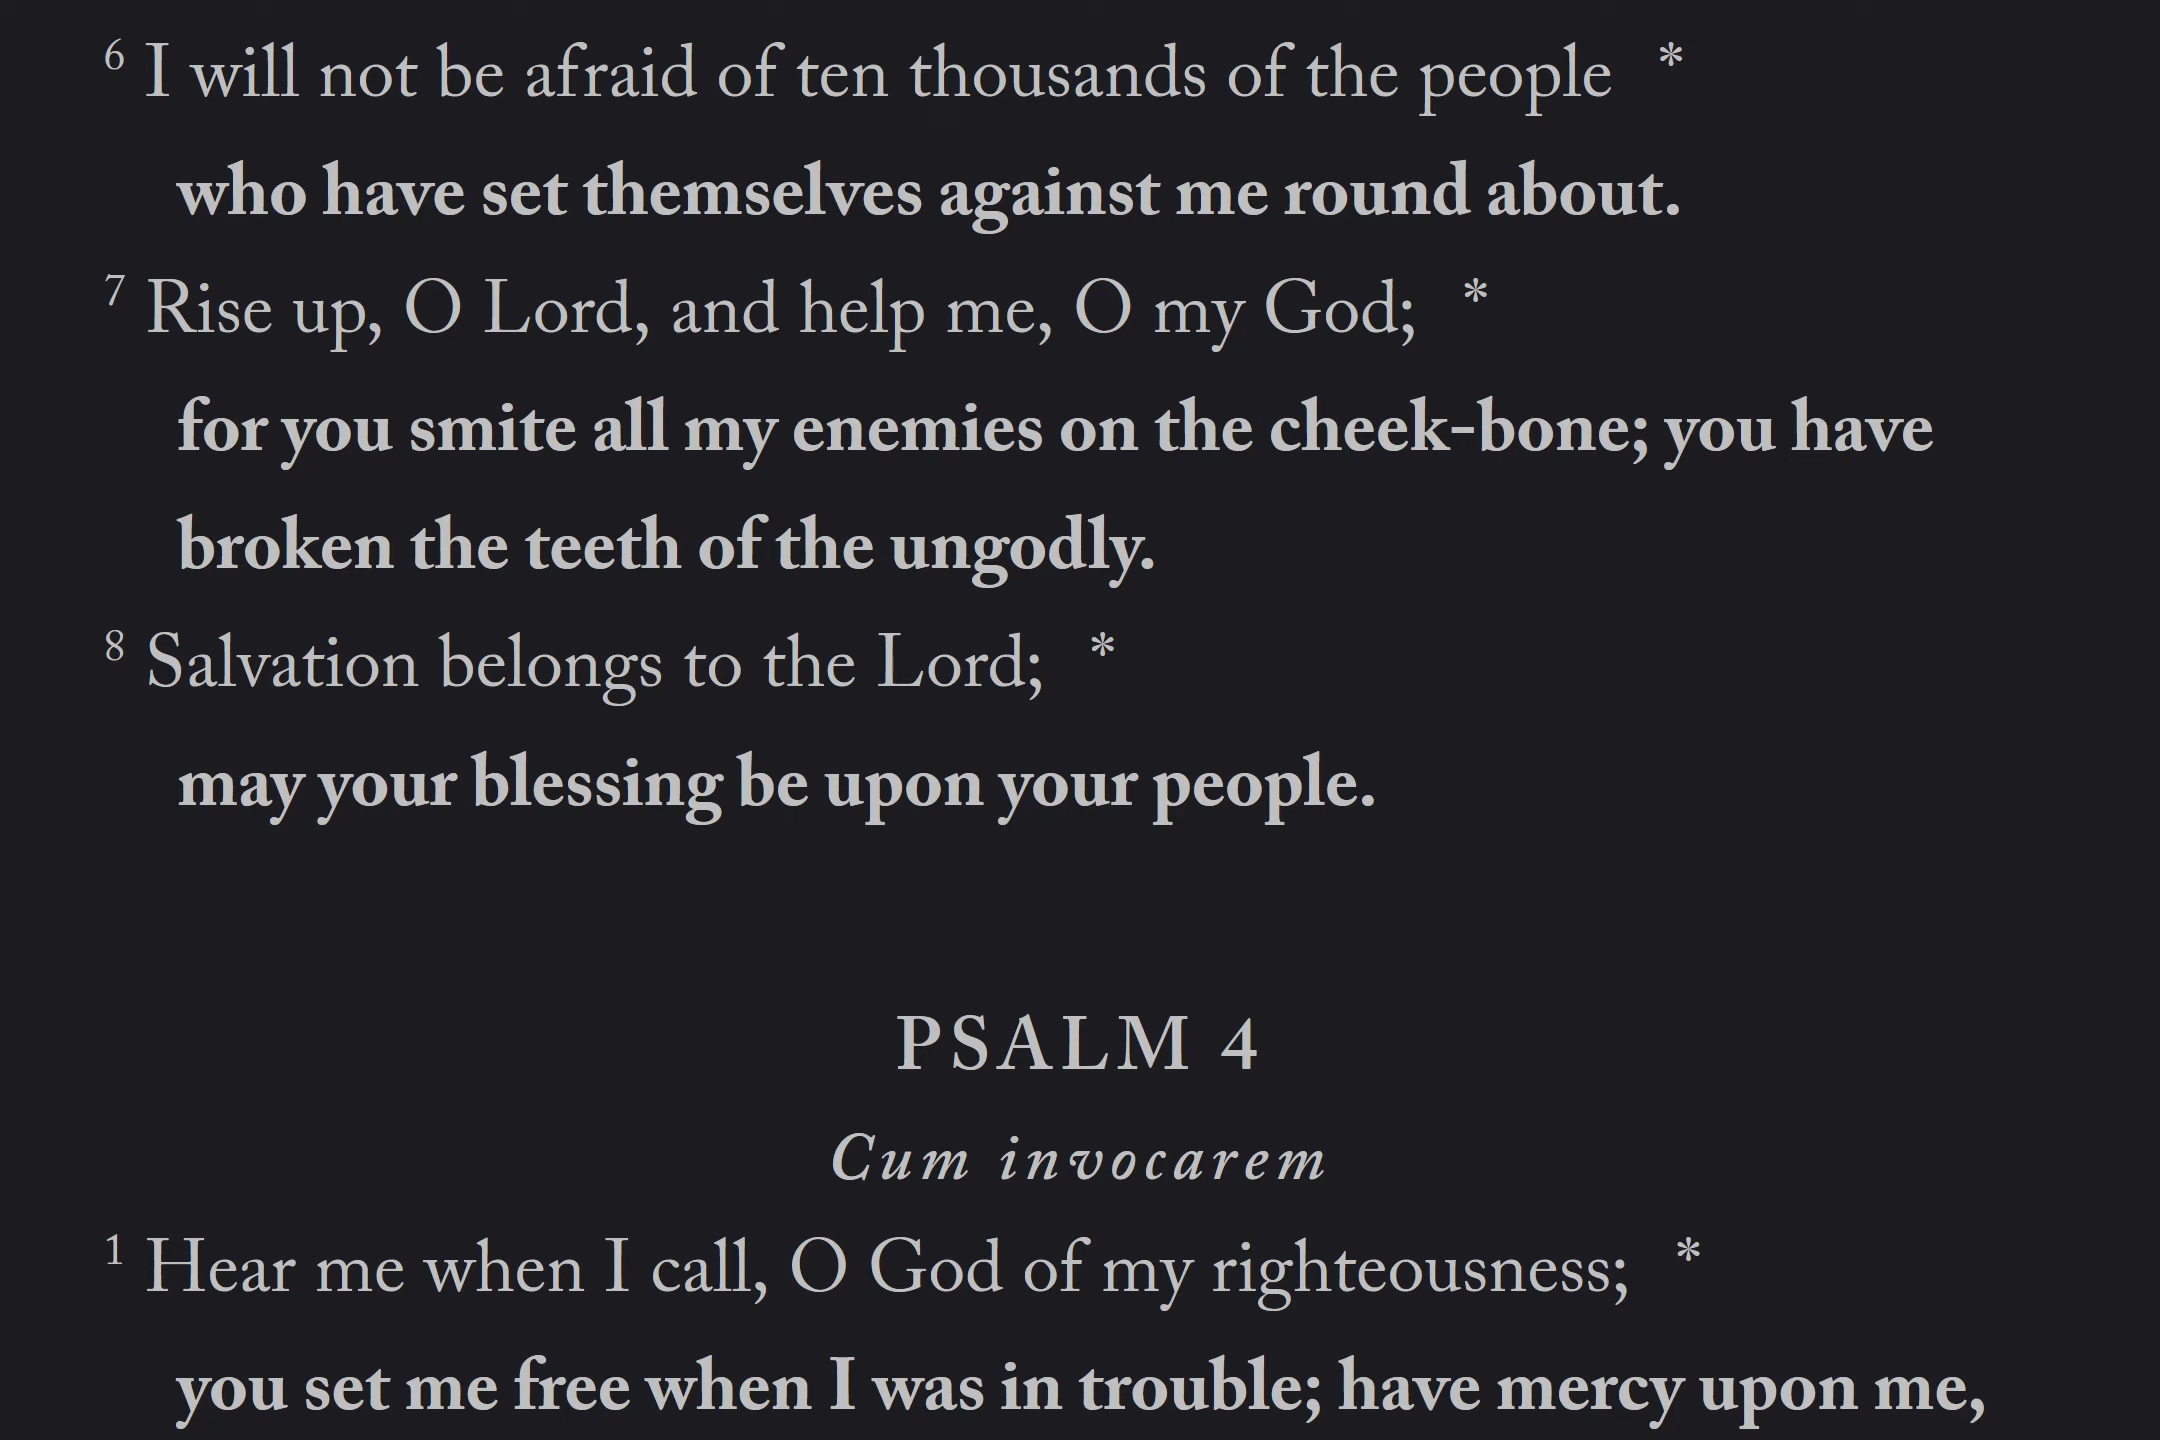 6 I will not be afraid of ten thousands of the people *
who have set themselves against me round about.
7 Rise up, O Lord, and help me, O my God; *
for you smite all my enemies on the cheek-bone; you have
broken the teeth of the ungodly.
8 Salvation belongs to the Lord; *
may your blessing be upon your people.
PSALM 4
Cum invocarem
1 Hear me when I call, O God of my righteousness; *
you set me free when I was in trouble; have mercy upon me,